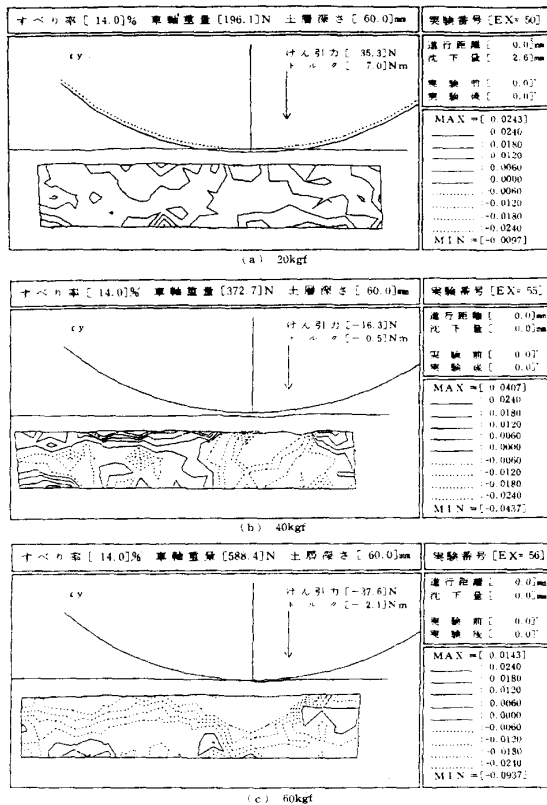 すべり率[ 14.0]% 車軸重量[196.1]N 土層深さ[ 60.0]mm
実験番号[EX= 50]
εy
けん引力[ 35.3]N
トルク[ 7.0]Nm
進行距離[ 0.0]mm
沈下量[ 2.6]mm
実験前[ 0.0]°
実験後[ 0.0]°
MAX =[ 0.0243]
0.0240
0.0180
0.0120
0.0060
0.0000
-0.0060
-0.0120
-0.0180
-0.0240
MIN =[-0.0097]
(a) 20kgf
すべり率[ 14.0]% 車軸重量[372.7]N 土層深さ[ 60.0]mm
実験番号[EX= 55]
εy
けん引力[-16.3]N
トルク[- 0.5]Nm
進行距離[ 0.0]mm
沈下量[ 0.0]mm
実験前[ 0.0]°
実験後[ 0.0]°
MAX =[ 0.0407]
0.0240
0.0180
0.0120
0.0060
0.0000
-0.0060
-0.0120
-0.0180
-0.0240
MIN =[-0.0437]
(b) 40kgf
すべり率[ 14.0]% 車軸重量[588.4]N 土層深さ[ 60.0]mm
実験番号[EX= 56]
εy
けん引力[-37.6]N
トルク[- 2.1]Nm
進行距離[ 0.0]mm
沈下量[ 0.0]mm
実験前[ 0.0]°
実験後[ 0.0]°
MAX =[ 0.0143]
0.0240
0.0180
0.0120
0.0060
0.0000
-0.0060
-0.0120
-0.0180
-0.0240
MIN =[-0.0937]
(c) 60kgf